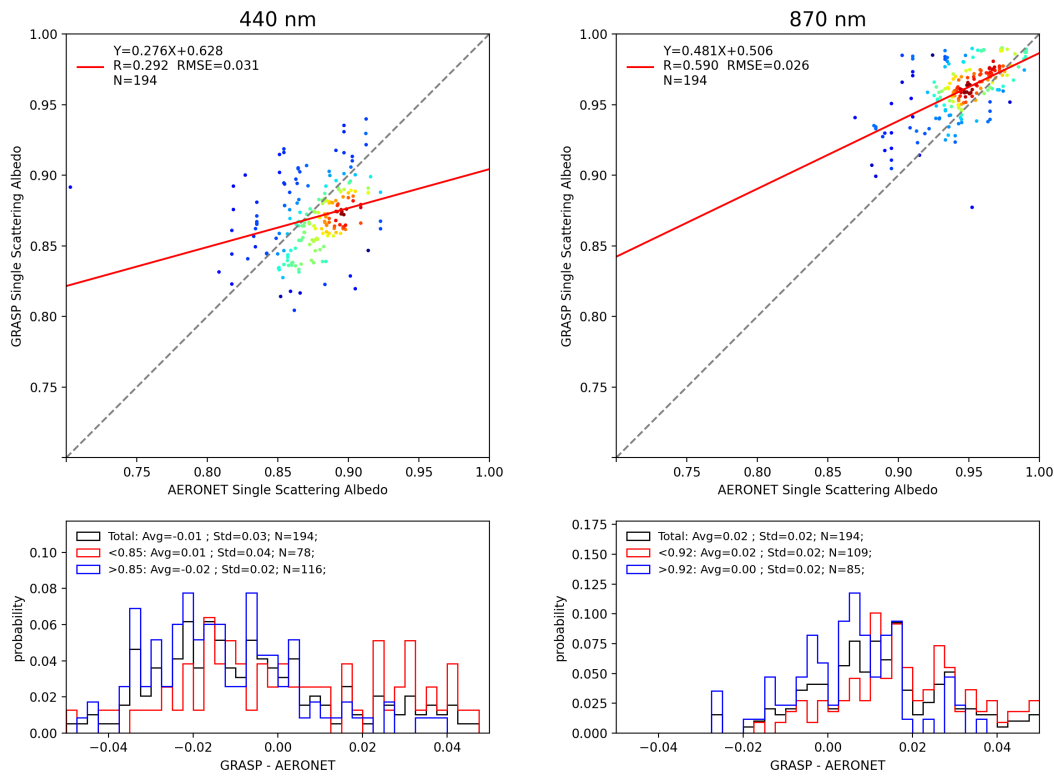 440 nm
1.00
0.95
0.90
0.85
0.80
0.75
GRASP Single Scattering Albedo
Y=0.276X+0.628
R=0.292 RMSE=0.031
N=194
0.75
0.80
0.85
0.90
0.95
1.00
AERONET Single Scattering Albedo
870 nm
1.00
0.95
0.90
0.85
0.80
0.75
GRASP Single Scattering Albedo
Y=0.481X+0.506
R=0.590 RMSE=0.026
N=194
0.75
0.80
0.85
0.90
0.95
1.00
AERONET Single Scattering Albedo
0.10
0.08
0.06
0.04
0.02
0.00
probability
Total: Avg=-0.01 ; Std=0.03; N=194;
<0.85: Avg=0.01 ; Std=0.04; N=78;
>0.85: Avg=-0.02 ; Std=0.02; N=116;
−0.04
−0.02
0.00
0.02
0.04
GRASP - AERONET
0.175
0.150
0.125
0.100
0.075
0.050
0.025
0.000
probability
Total: Avg=0.02 ; Std=0.02; N=194;
<0.92: Avg=0.02 ; Std=0.02; N=109;
>0.92: Avg=0.00 ; Std=0.02; N=85;
−0.04
−0.02
0.00
0.02
0.04
GRASP - AERONET